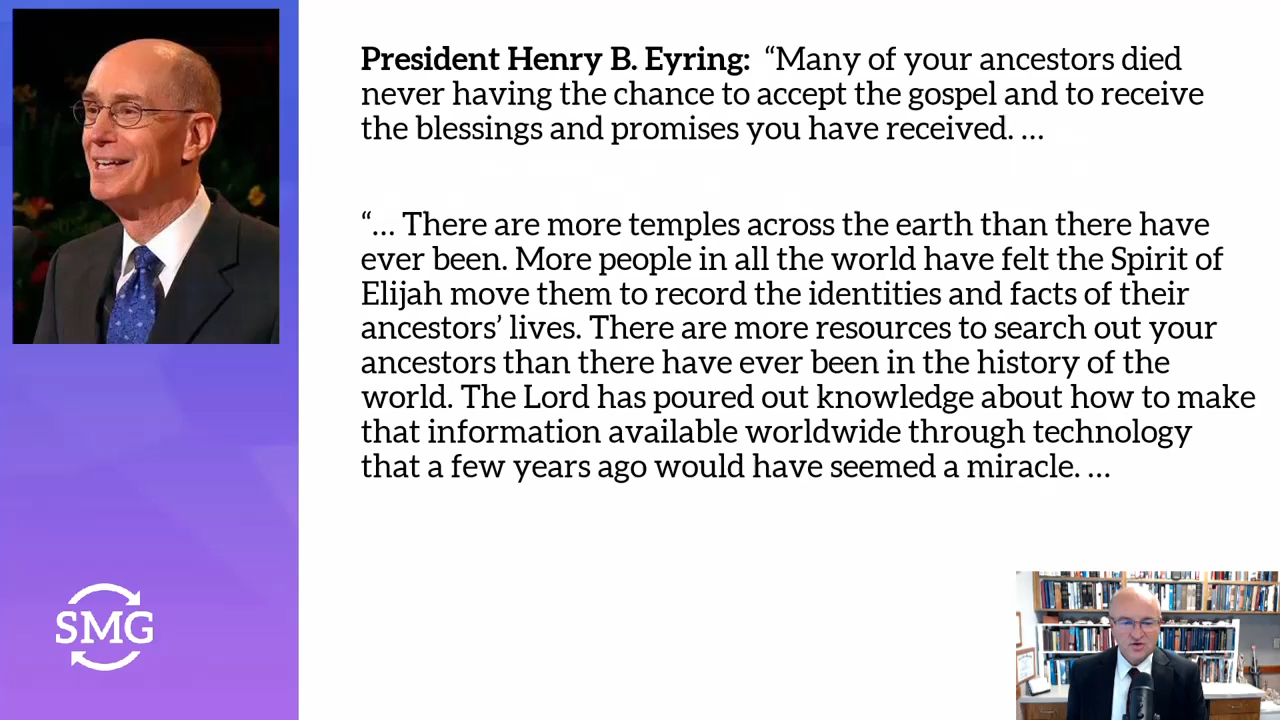 President Henry B. Eyring: “Many of your ancestors died
never having the chance to accept the gospel and to receive
the blessings and promises you have received. …
“… There are more temples across the earth than there have
ever been. More people in all the world have felt the Spirit of
Elijah move them to record the identities and facts of their
ancestors’ lives. There are more resources to search out your
ancestors than there have ever been in the history of the
world. The Lord has poured out knowledge about how to make
that information available worldwide through technology
that a few years ago would have seemed a miracle. …
SMG